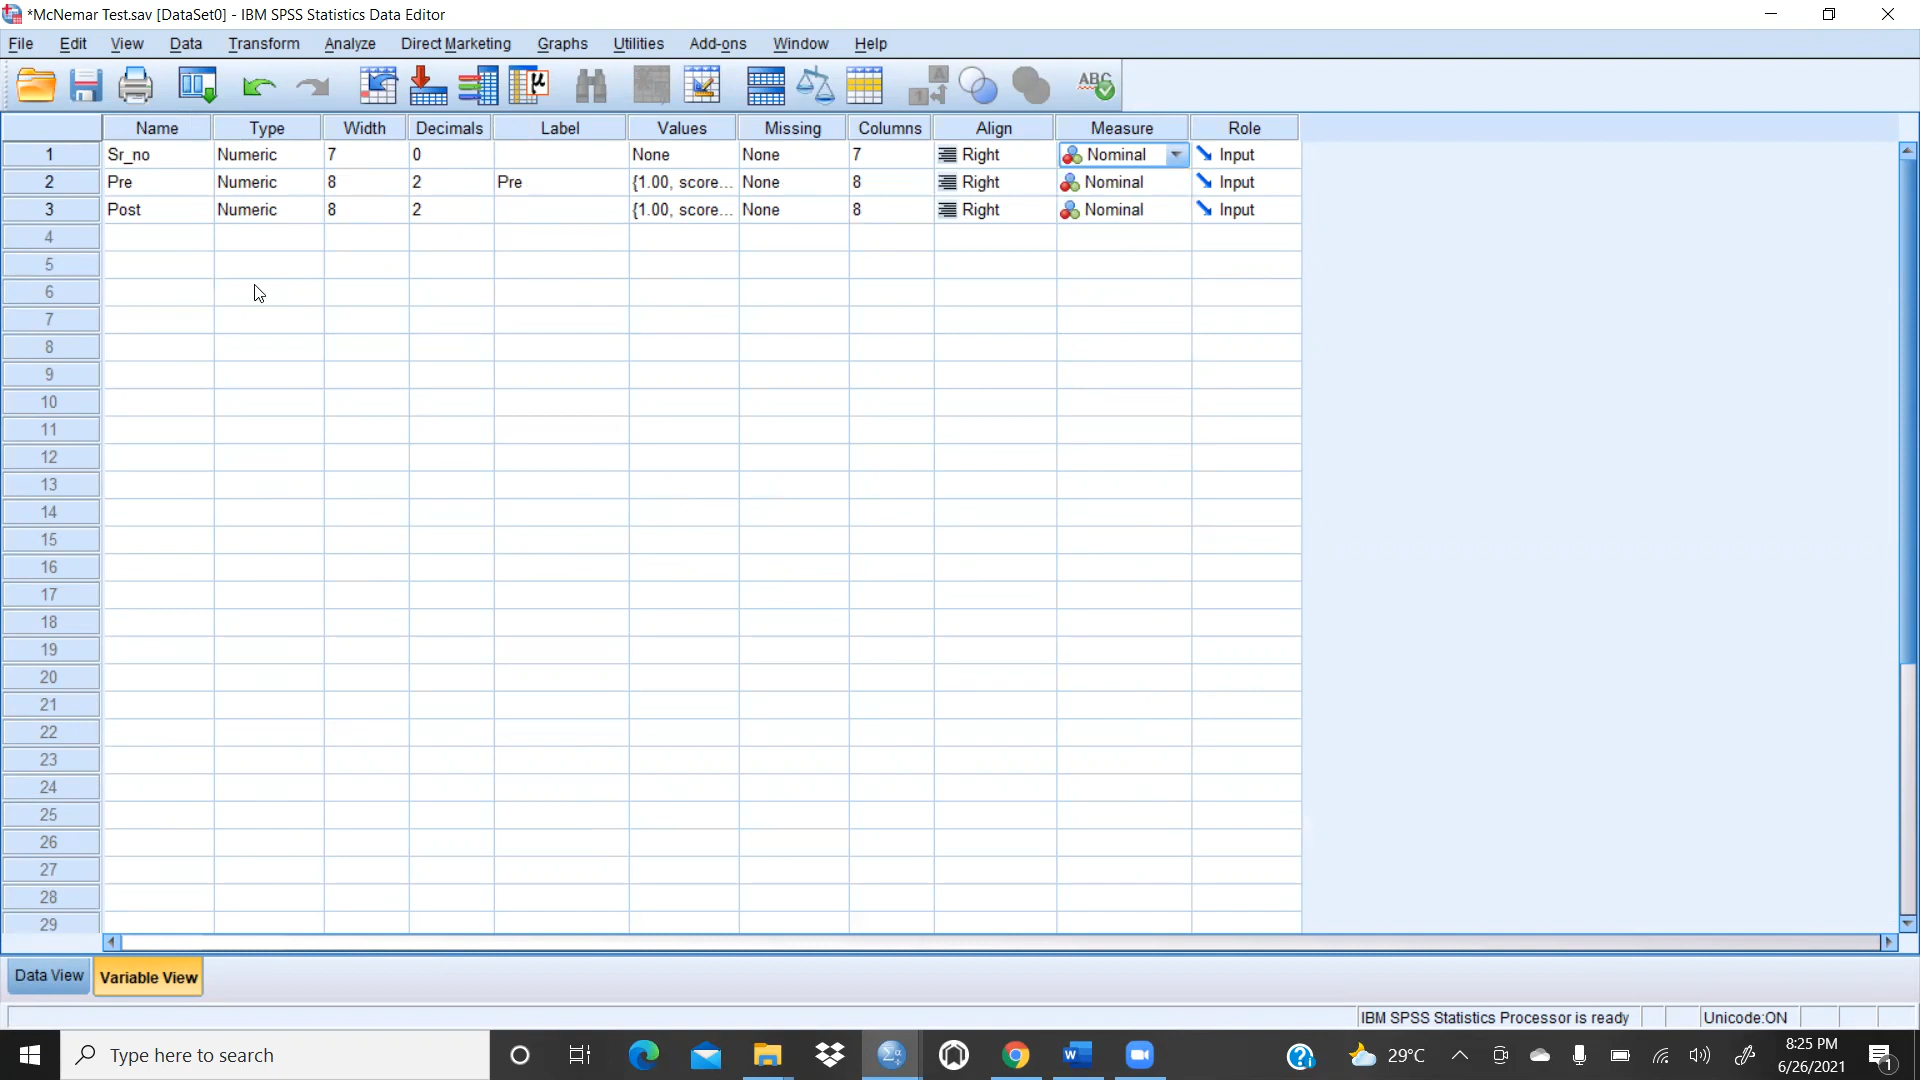 *McNemar Test.sav [DataSet0] - IBM SPSS Statistics Data Editor
File Edit View Data Transform Analyze Direct Marketing Graphs Utilities Add-ons Window Help
μ A 1 ABC
Name Type Width Decimals Label Values Missing Columns Align Measure Role
1 Sr_no Numeric 7 0 None None 7 Right Nominal Input
2 Pre Numeric 8 2 Pre {1.00, score... None 8 Right Nominal Input
3 Post Numeric 8 2 {1.00, score... None 8 Right Nominal Input
4
5
6
7
8
9
10
11
12
13
14
15
16
17
18
19
20
21
22
23
24
25
26
27
28
29
Data View Variable View
IBM SPSS Statistics Processor is ready Unicode:ON
Type here to search Σα W ? 29°C 8:25 PM
6/26/2021 1